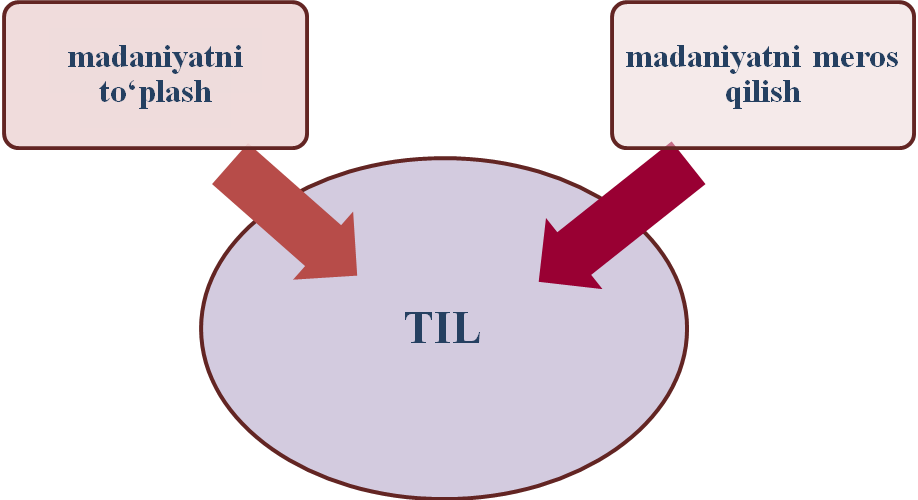 madaniyatni
to‘plash
madaniyatni meros
qilish
TIL